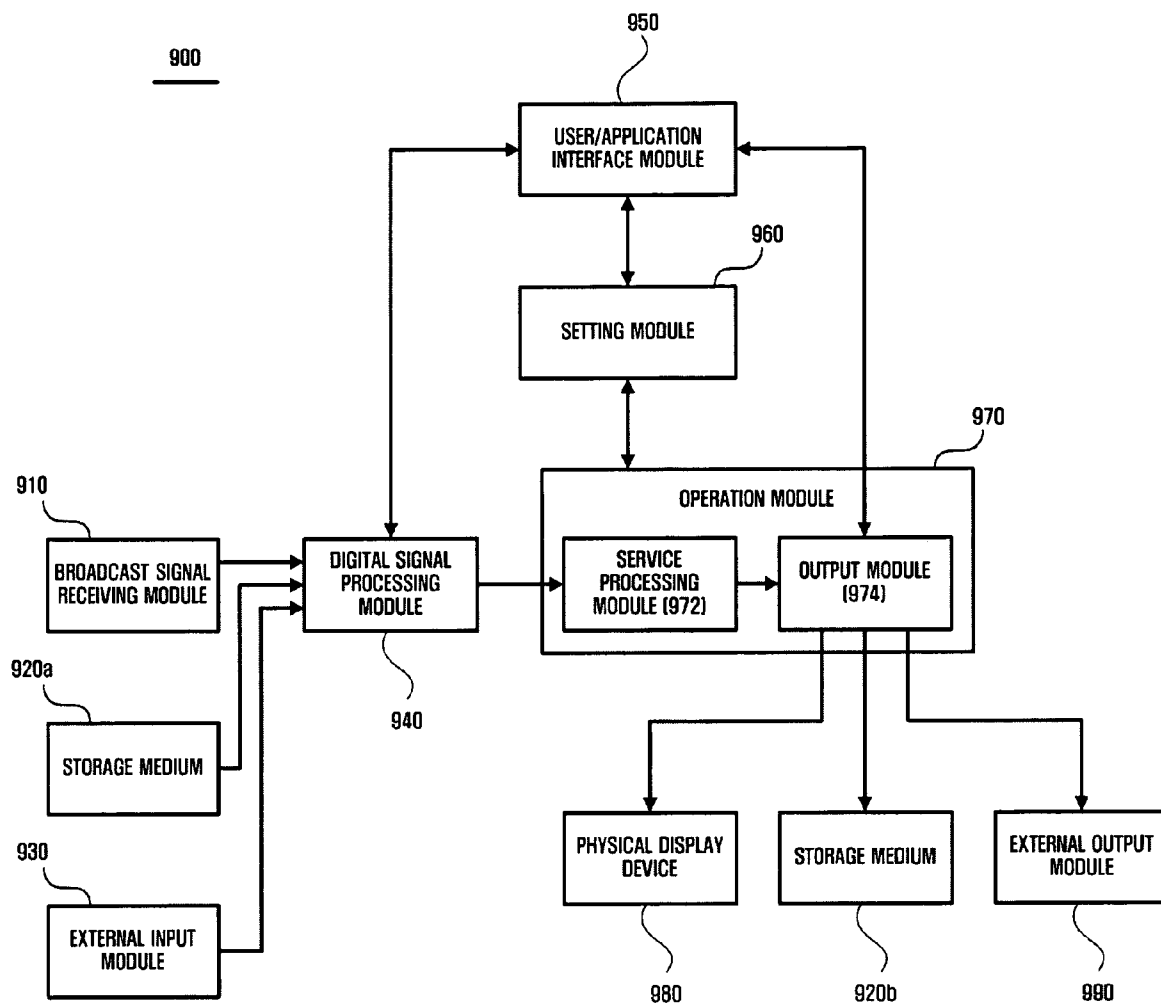 900
950
USER/APPLICATION
INTERFACE MODULE
960
SETTING MODULE
970
OPERATION MODULE
910
BROADCAST SIGNAL
RECEIVING MODULE
DIGITAL SIGNAL
PROCESSING
MODULE
940
SERVICE
PROCESSING
MODULE (972)
OUTPUT MODULE
(974)
920a
STORAGE MEDIUM
930
EXTERNAL INPUT
MODULE
PHYSICAL DISPLAY
DEVICE
980
STORAGE MEDIUM
920b
EXTERNAL OUTPUT
MODULE
990